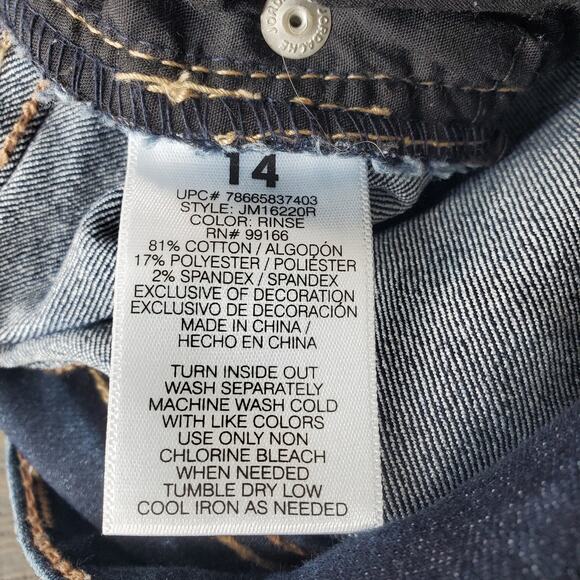 JORDACHE
14
UPC# 78665837403
STYLE: JM16220R
COLOR: RINSE
RN# 99166
81% COTTON / ALGODÓN
17% POLYESTER / POLIÉSTER
2% SPANDEX / SPANDEX
EXCLUSIVE OF DECORATION
EXCLUSIVO DE DECORACIÓN
MADE IN CHINA /
HECHO EN CHINA
TURN INSIDE OUT
WASH SEPARATELY
MACHINE WASH COLD
WITH LIKE COLORS
USE ONLY NON
CHLORINE BLEACH
WHEN NEEDED
TUMBLE DRY LOW
COOL IRON AS NEEDED